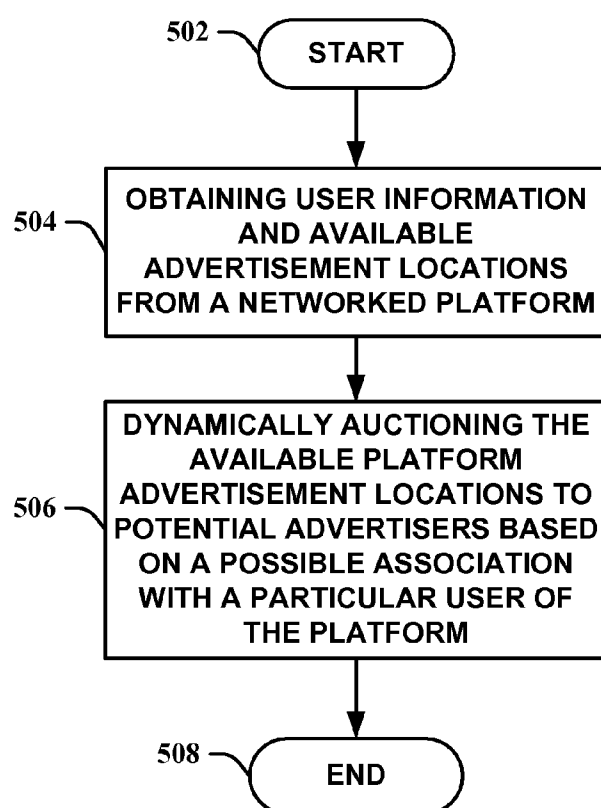 502
START
504
OBTAINING USER INFORMATION
AND AVAILABLE
ADVERTISEMENT LOCATIONS
FROM A NETWORKED PLATFORM
506
DYNAMICALLY AUCTIONING THE
AVAILABLE PLATFORM
ADVERTISEMENT LOCATIONS TO
POTENTIAL ADVERTISERS BASED
ON A POSSIBLE ASSOCIATION
WITH A PARTICULAR USER OF
THE PLATFORM
508
END